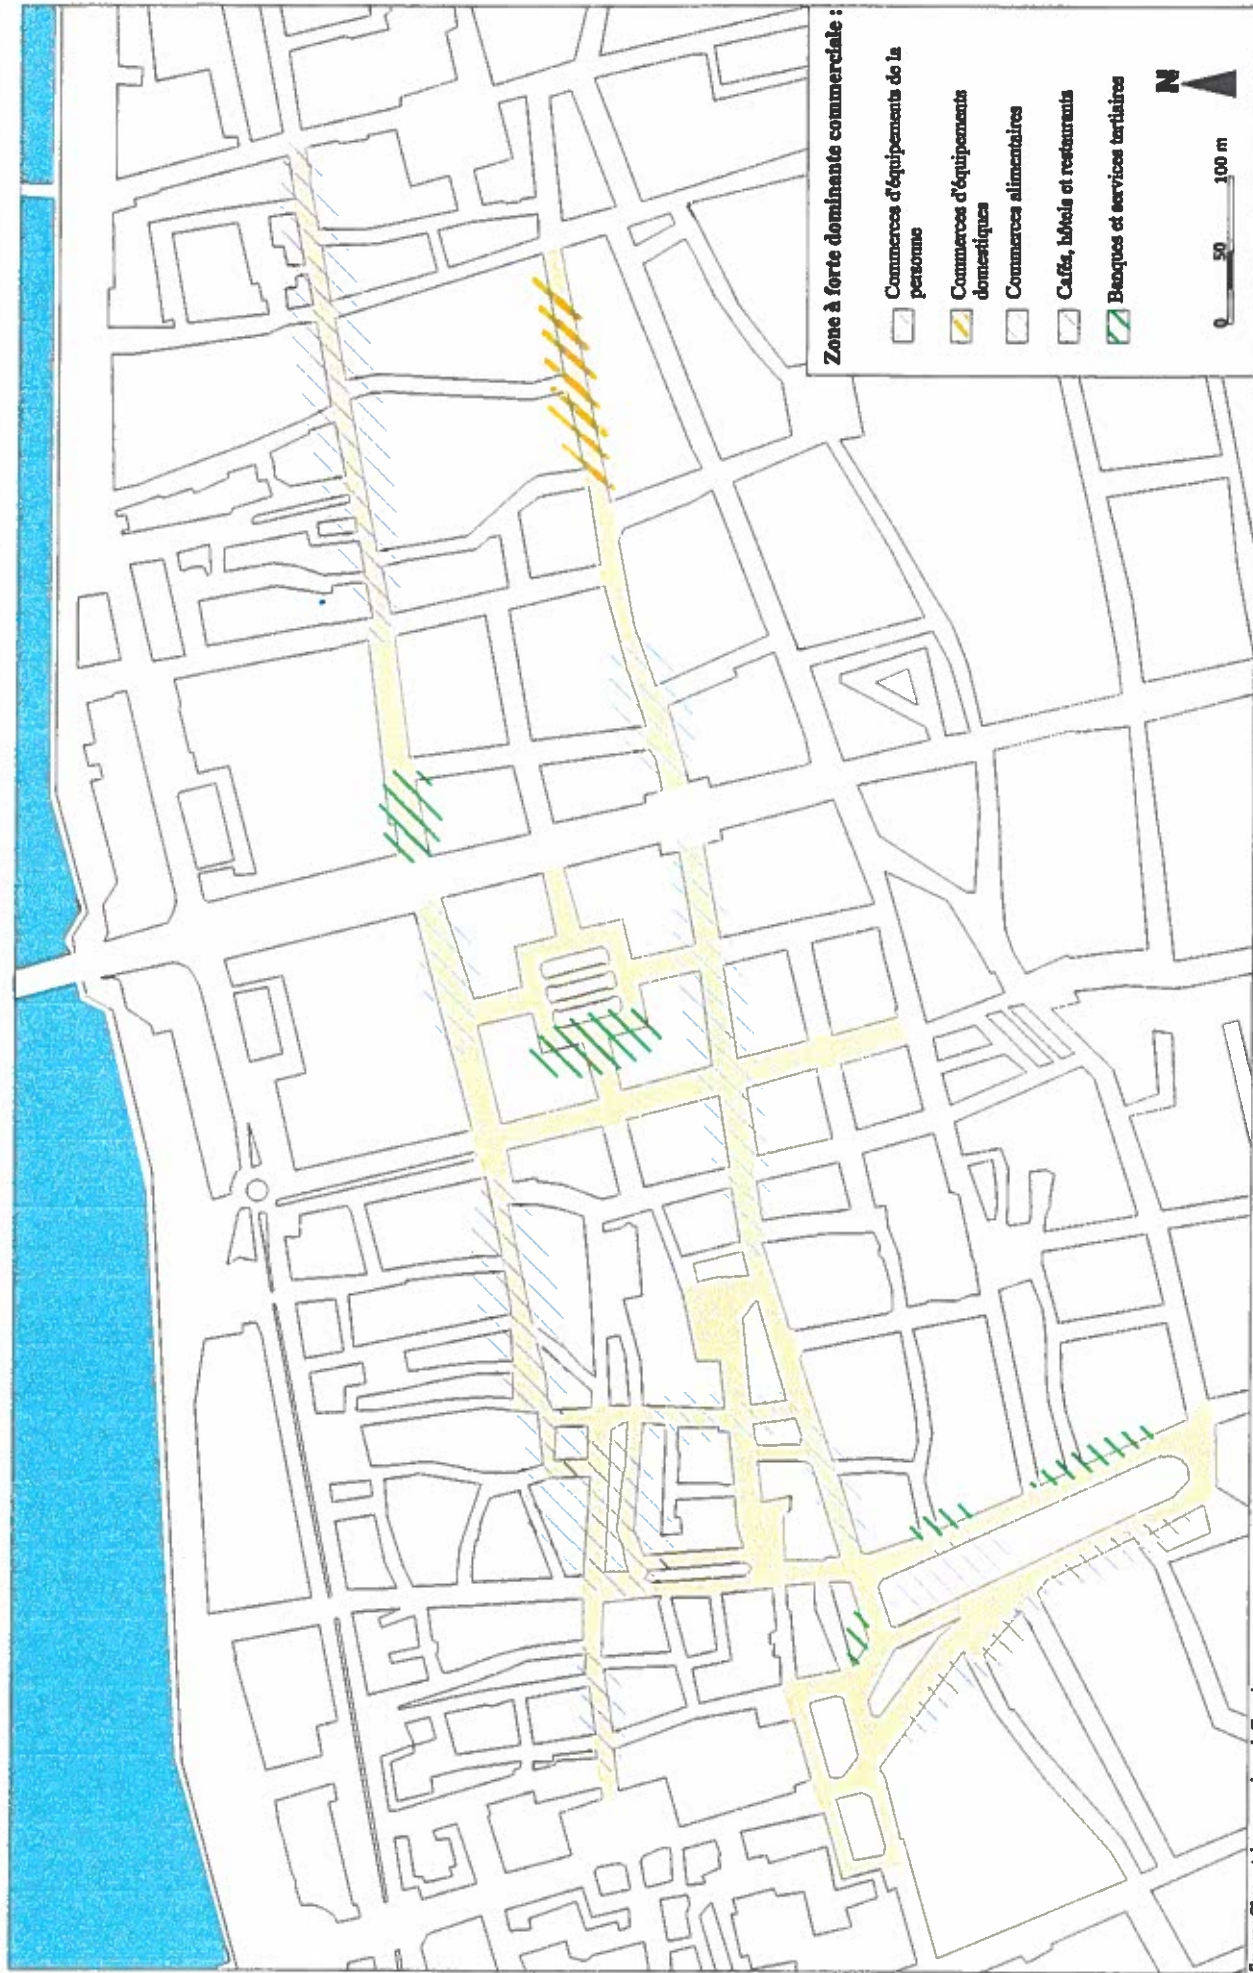 Zone à forte dominante commerciale :
Commerces d'équipements de la
personne
Commerces d'équipements
domestiques
Commerces alimentaires
Cafés, hôtels et restaurants
Banques et services tertiaires
N
0 50 100 m